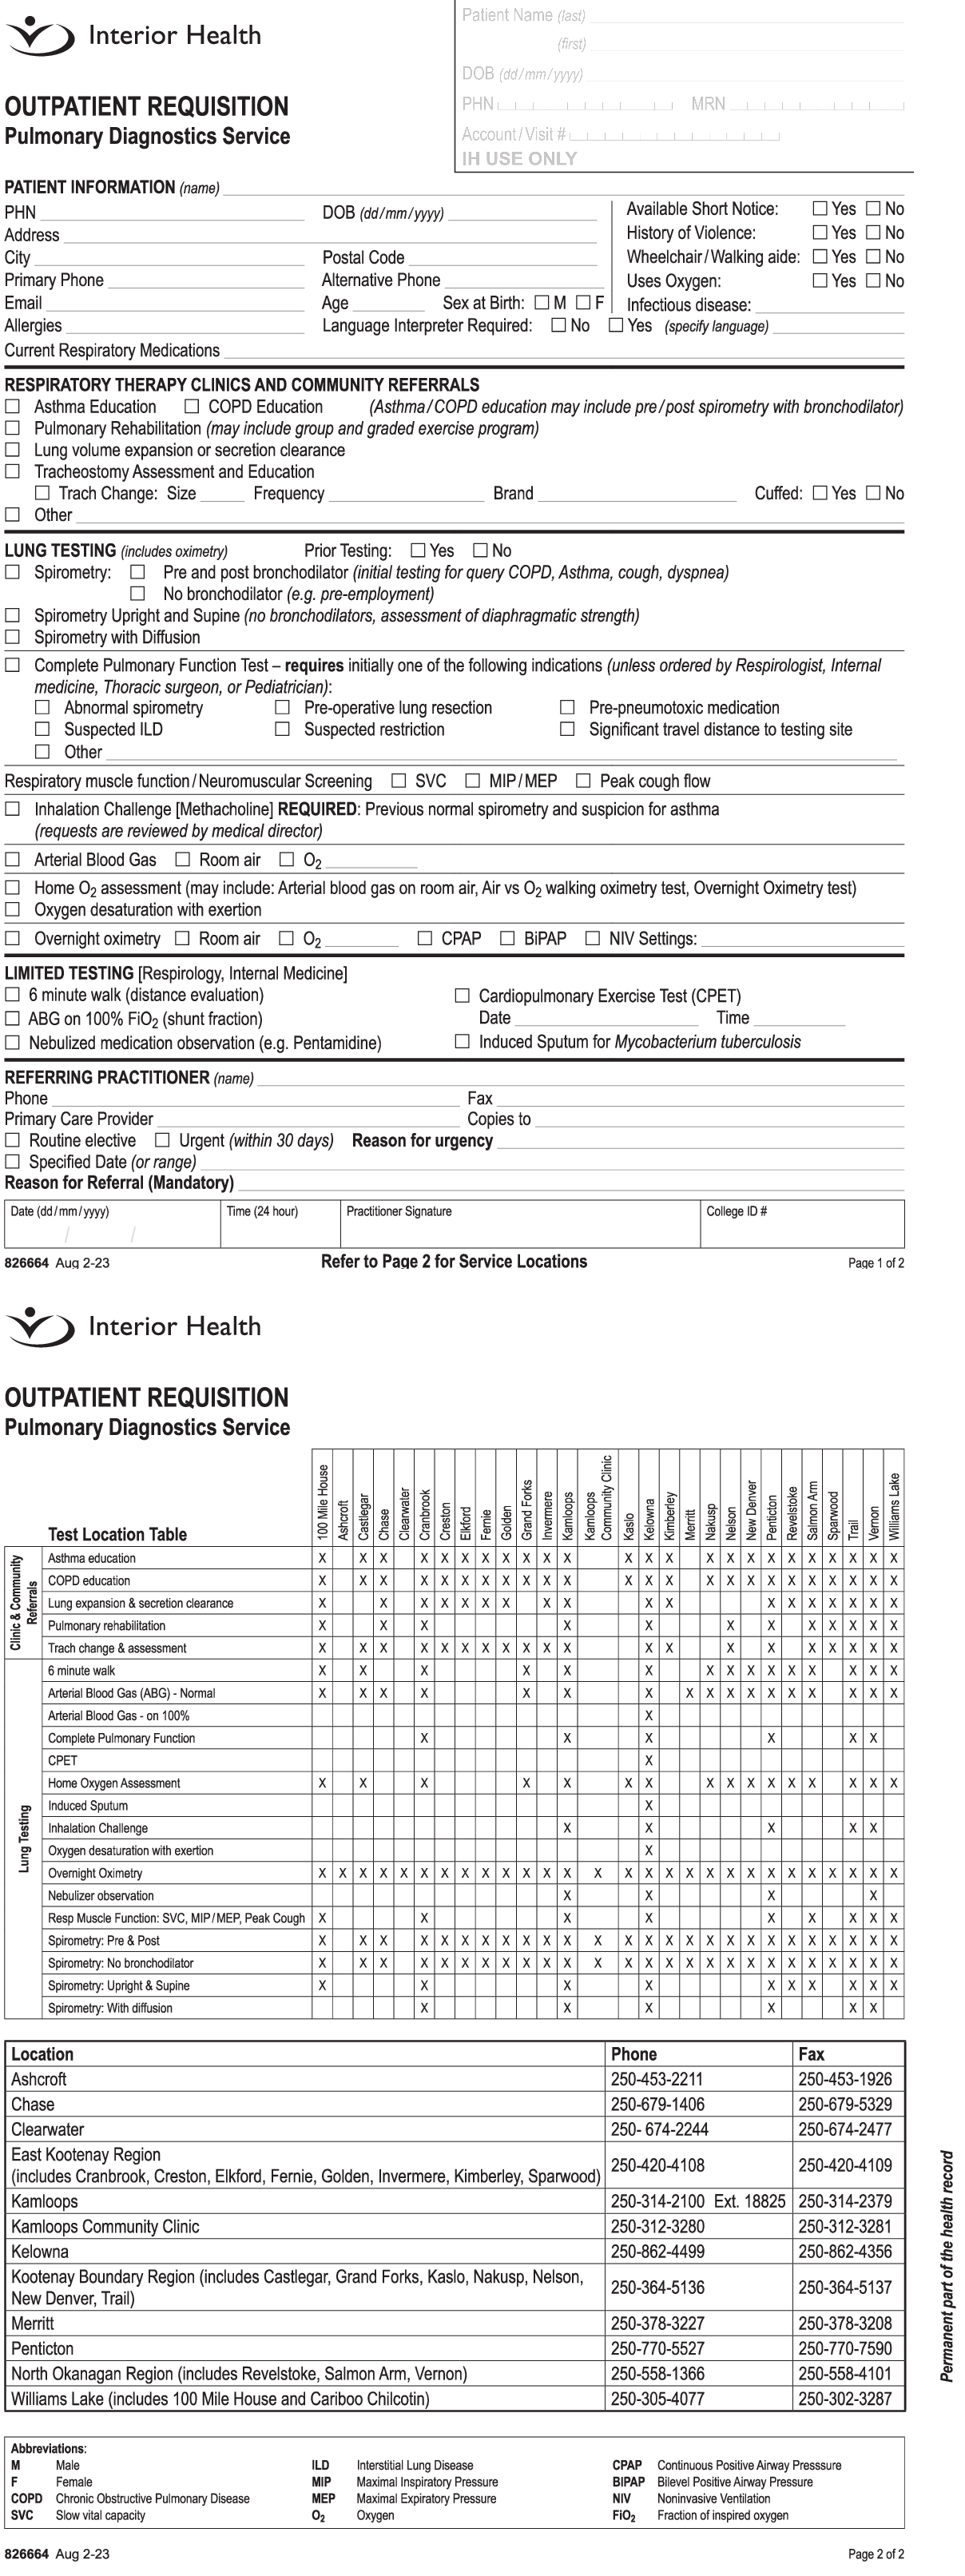 Interior Health
Patient Name (last)
(first)
DOB (dd/mm/yyyy)
PHN MRN
Account/Visit #
IH USE ONLY
OUTPATIENT REQUISITION
Pulmonary Diagnostics Service
PATIENT INFORMATION (name)
PHN DOB (dd/mm/yyyy) Available Short Notice: ☐ Yes ☐ No
Address History of Violence: ☐ Yes ☐ No
City Postal Code Wheelchair/Walking aide: ☐ Yes ☐ No
Primary Phone Alternative Phone Uses Oxygen: ☐ Yes ☐ No
Email Age Sex at Birth: ☐ M ☐ F Infectious disease:
Allergies Language Interpreter Required: ☐ No ☐ Yes (specify language)
Current Respiratory Medications
RESPIRATORY THERAPY CLINICS AND COMMUNITY REFERRALS
☐ Asthma Education ☐ COPD Education (Asthma/COPD education may include pre/post spirometry with bronchodilator)
☐ Pulmonary Rehabilitation (may include group and graded exercise program)
☐ Lung volume expansion or secretion clearance
☐ Tracheostomy Assessment and Education
☐ Trach Change: Size Frequency Brand Cuffed: ☐ Yes ☐ No
☐ Other
LUNG TESTING (includes oximetry) Prior Testing: ☐ Yes ☐ No
☐ Spirometry: ☐ Pre and post bronchodilator (initial testing for query COPD, Asthma, cough, dyspnea)
☐ No bronchodilator (e.g. pre-employment)
☐ Spirometry Upright and Supine (no bronchodilators, assessment of diaphragmatic strength)
☐ Spirometry with Diffusion
☐ Complete Pulmonary Function Test – requires initially one of the following indications (unless ordered by Respirologist, Internal
medicine, Thoracic surgeon, or Pediatrician):
☐ Abnormal spirometry ☐ Pre-operative lung resection ☐ Pre-pneumotoxic medication
☐ Suspected ILD ☐ Suspected restriction ☐ Significant travel distance to testing site
☐ Other
Respiratory muscle function/Neuromuscular Screening ☐ SVC ☐ MIP/MEP ☐ Peak cough flow
☐ Inhalation Challenge [Methacholine] REQUIRED: Previous normal spirometry and suspicion for asthma
(requests are reviewed by medical director)
☐ Arterial Blood Gas ☐ Room air ☐ O2
☐ Home O2 assessment (may include: Arterial blood gas on room air, Air vs O2 walking oximetry test, Overnight Oximetry test)
☐ Oxygen desaturation with exertion
☐ Overnight oximetry ☐ Room air ☐ O2 ☐ CPAP ☐ BiPAP ☐ NIV Settings:
LIMITED TESTING [Respirology, Internal Medicine]
☐ 6 minute walk (distance evaluation) ☐ Cardiopulmonary Exercise Test (CPET)
☐ ABG on 100% FiO2 (shunt fraction) Date Time
☐ Nebulized medication observation (e.g. Pentamidine) ☐ Induced Sputum for Mycobacterium tuberculosis
REFERRING PRACTITIONER (name)
Phone Fax
Primary Care Provider Copies to
☐ Routine elective ☐ Urgent (within 30 days) Reason for urgency
☐ Specified Date (or range)
Reason for Referral (Mandatory)
Date (dd/mm/yyyy) Time (24 hour) Practitioner Signature College ID #
/ /
826664 Aug 2-23 Refer to Page 2 for Service Locations Page 1 of 2
Interior Health
OUTPATIENT REQUISITION
Pulmonary Diagnostics Service
Test Location Table 100 Mile House Ashcroft Castlegar Chase Clearwater Cranbrook Creston Elkford Fernie Golden Grand Forks Invermere Kamloops Kamloops Community Clinic Kaslo Kelowna Kimberley Merritt Nakusp Nelson New Denver Penticton Revelstoke Salmon Arm Sparwood Trail Vernon Williams Lake
Clinic & Community Referrals
Asthma education X X X X X X X X X X X X X X X X X X X X X X X X
COPD education X X X X X X X X X X X X X X X X X X X X X X X X
Lung expansion & secretion clearance X X X X X X X X X X X X X X X X X X
Pulmonary rehabilitation X X X X X X X X X X X X
Trach change & assessment X X X X X X X X X X X X X X X X X X X X
Lung Testing
6 minute walk X X X X X X X X X X X X X X X
Arterial Blood Gas (ABG) - Normal X X X X X X X X X X X X X X X X X
Arterial Blood Gas - on 100% X
Complete Pulmonary Function X X X X X X
CPET X
Home Oxygen Assessment X X X X X X X X X X X X X X X X
Induced Sputum X
Inhalation Challenge X X X X X
Oxygen desaturation with exertion X
Overnight Oximetry X X X X X X X X X X X X X X X X X X X X X X X X X X X X
Nebulizer observation X X X X
Resp Muscle Function: SVC, MIP/MEP, Peak Cough X X X X X X X X X
Spirometry: Pre & Post X X X X X X X X X X X X X X X X X X X X X X X X X X
Spirometry: No bronchodilator X X X X X X X X X X X X X X X X X X X X X X X X X X
Spirometry: Upright & Supine X X X X X X X X X X
Spirometry: With diffusion X X X X X X
Location Phone Fax
Ashcroft 250-453-2211 250-453-1926
Chase 250-679-1406 250-679-5329
Clearwater 250- 674-2244 250-674-2477
East Kootenay Region
(includes Cranbrook, Creston, Elkford, Fernie, Golden, Invermere, Kimberley, Sparwood) 250-420-4108 250-420-4109
Kamloops 250-314-2100 Ext. 18825 250-314-2379
Kamloops Community Clinic 250-312-3280 250-312-3281
Kelowna 250-862-4499 250-862-4356
Kootenay Boundary Region (includes Castlegar, Grand Forks, Kaslo, Nakusp, Nelson,
New Denver, Trail) 250-364-5136 250-364-5137
Merritt 250-378-3227 250-378-3208
Penticton 250-770-5527 250-770-7590
North Okanagan Region (includes Revelstoke, Salmon Arm, Vernon) 250-558-1366 250-558-4101
Williams Lake (includes 100 Mile House and Cariboo Chilcotin) 250-305-4077 250-302-3287
Permanent part of the health record
Abbreviations:
M Male ILD Interstitial Lung Disease CPAP Continuous Positive Airway Presssure
F Female MIP Maximal Inspiratory Pressure BIPAP Bilevel Positive Airway Pressure
COPD Chronic Obstructive Pulmonary Disease MEP Maximal Expiratory Pressure NIV Noninvasive Ventilation
SVC Slow vital capacity O2 Oxygen FiO2 Fraction of inspired oxygen
826664 Aug 2-23 Page 2 of 2